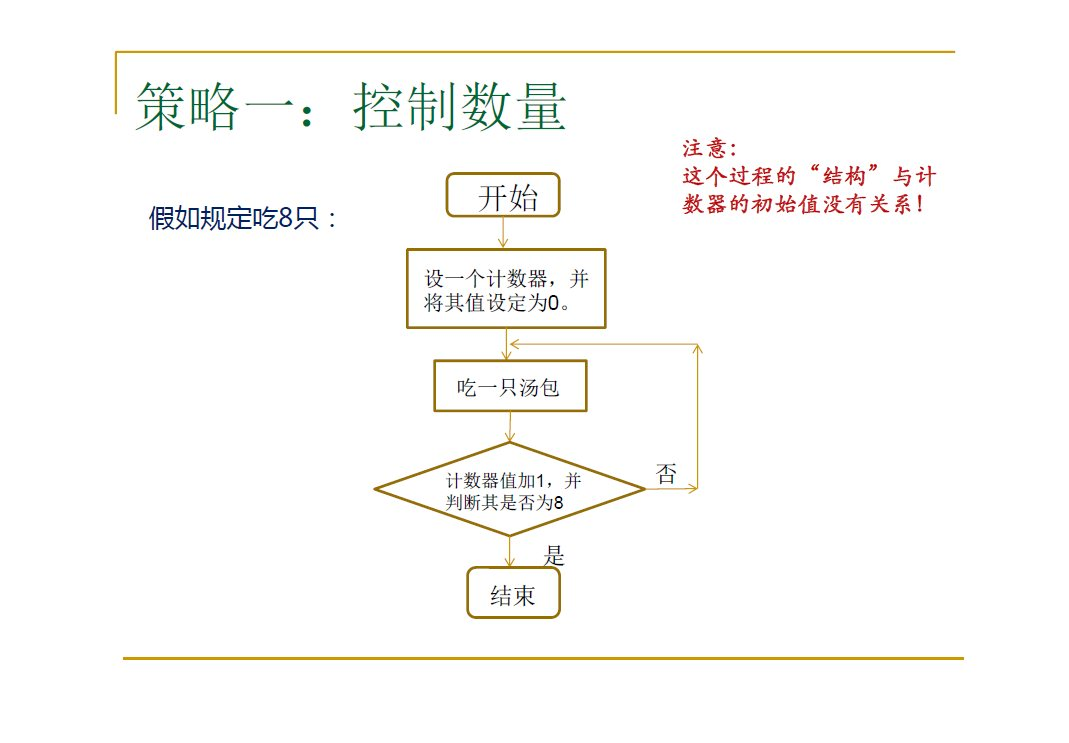 策略一：控制数量
注意：
这个过程的“结构”与计
数器的初始值没有关系！
假如规定吃8只：
开始
设一个计数器，并
将其值设定为0。
吃一只汤包
计数器值加1，并
判断其是否为8
否
是
结束